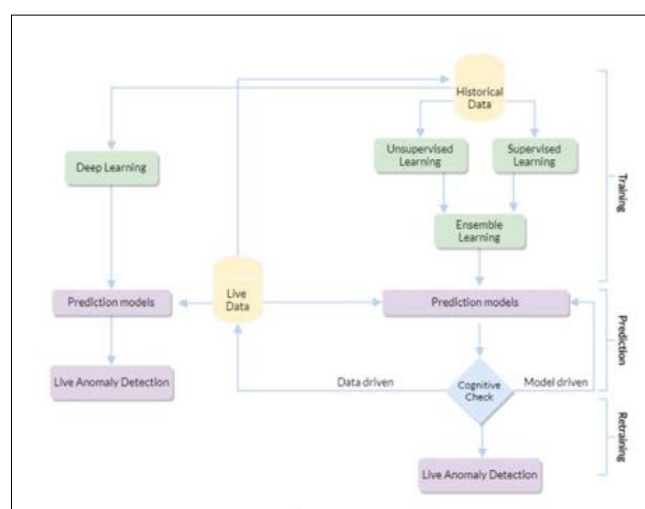 Historical
Data
Unsupervised
Learning
Supervised
Learning
Deep Learning
Training
Ensemble
Learning
Prediction models
Live
Data
Prediction models
Prediction
Live Anomaly Detection
Data driven
Cognitive
Check
Model driven
Retraining
Live Anomaly Detection